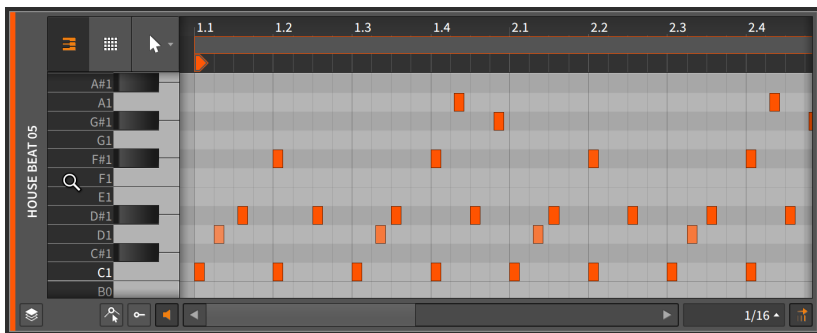 1.1 1.2 1.3 1.4 2.1 2.2 2.3 2.4
HOUSE BEAT 05
A#1
A1
G#1
G1
F#1
F1
E1
D#1
D1
C#1
C1
B0
1/16